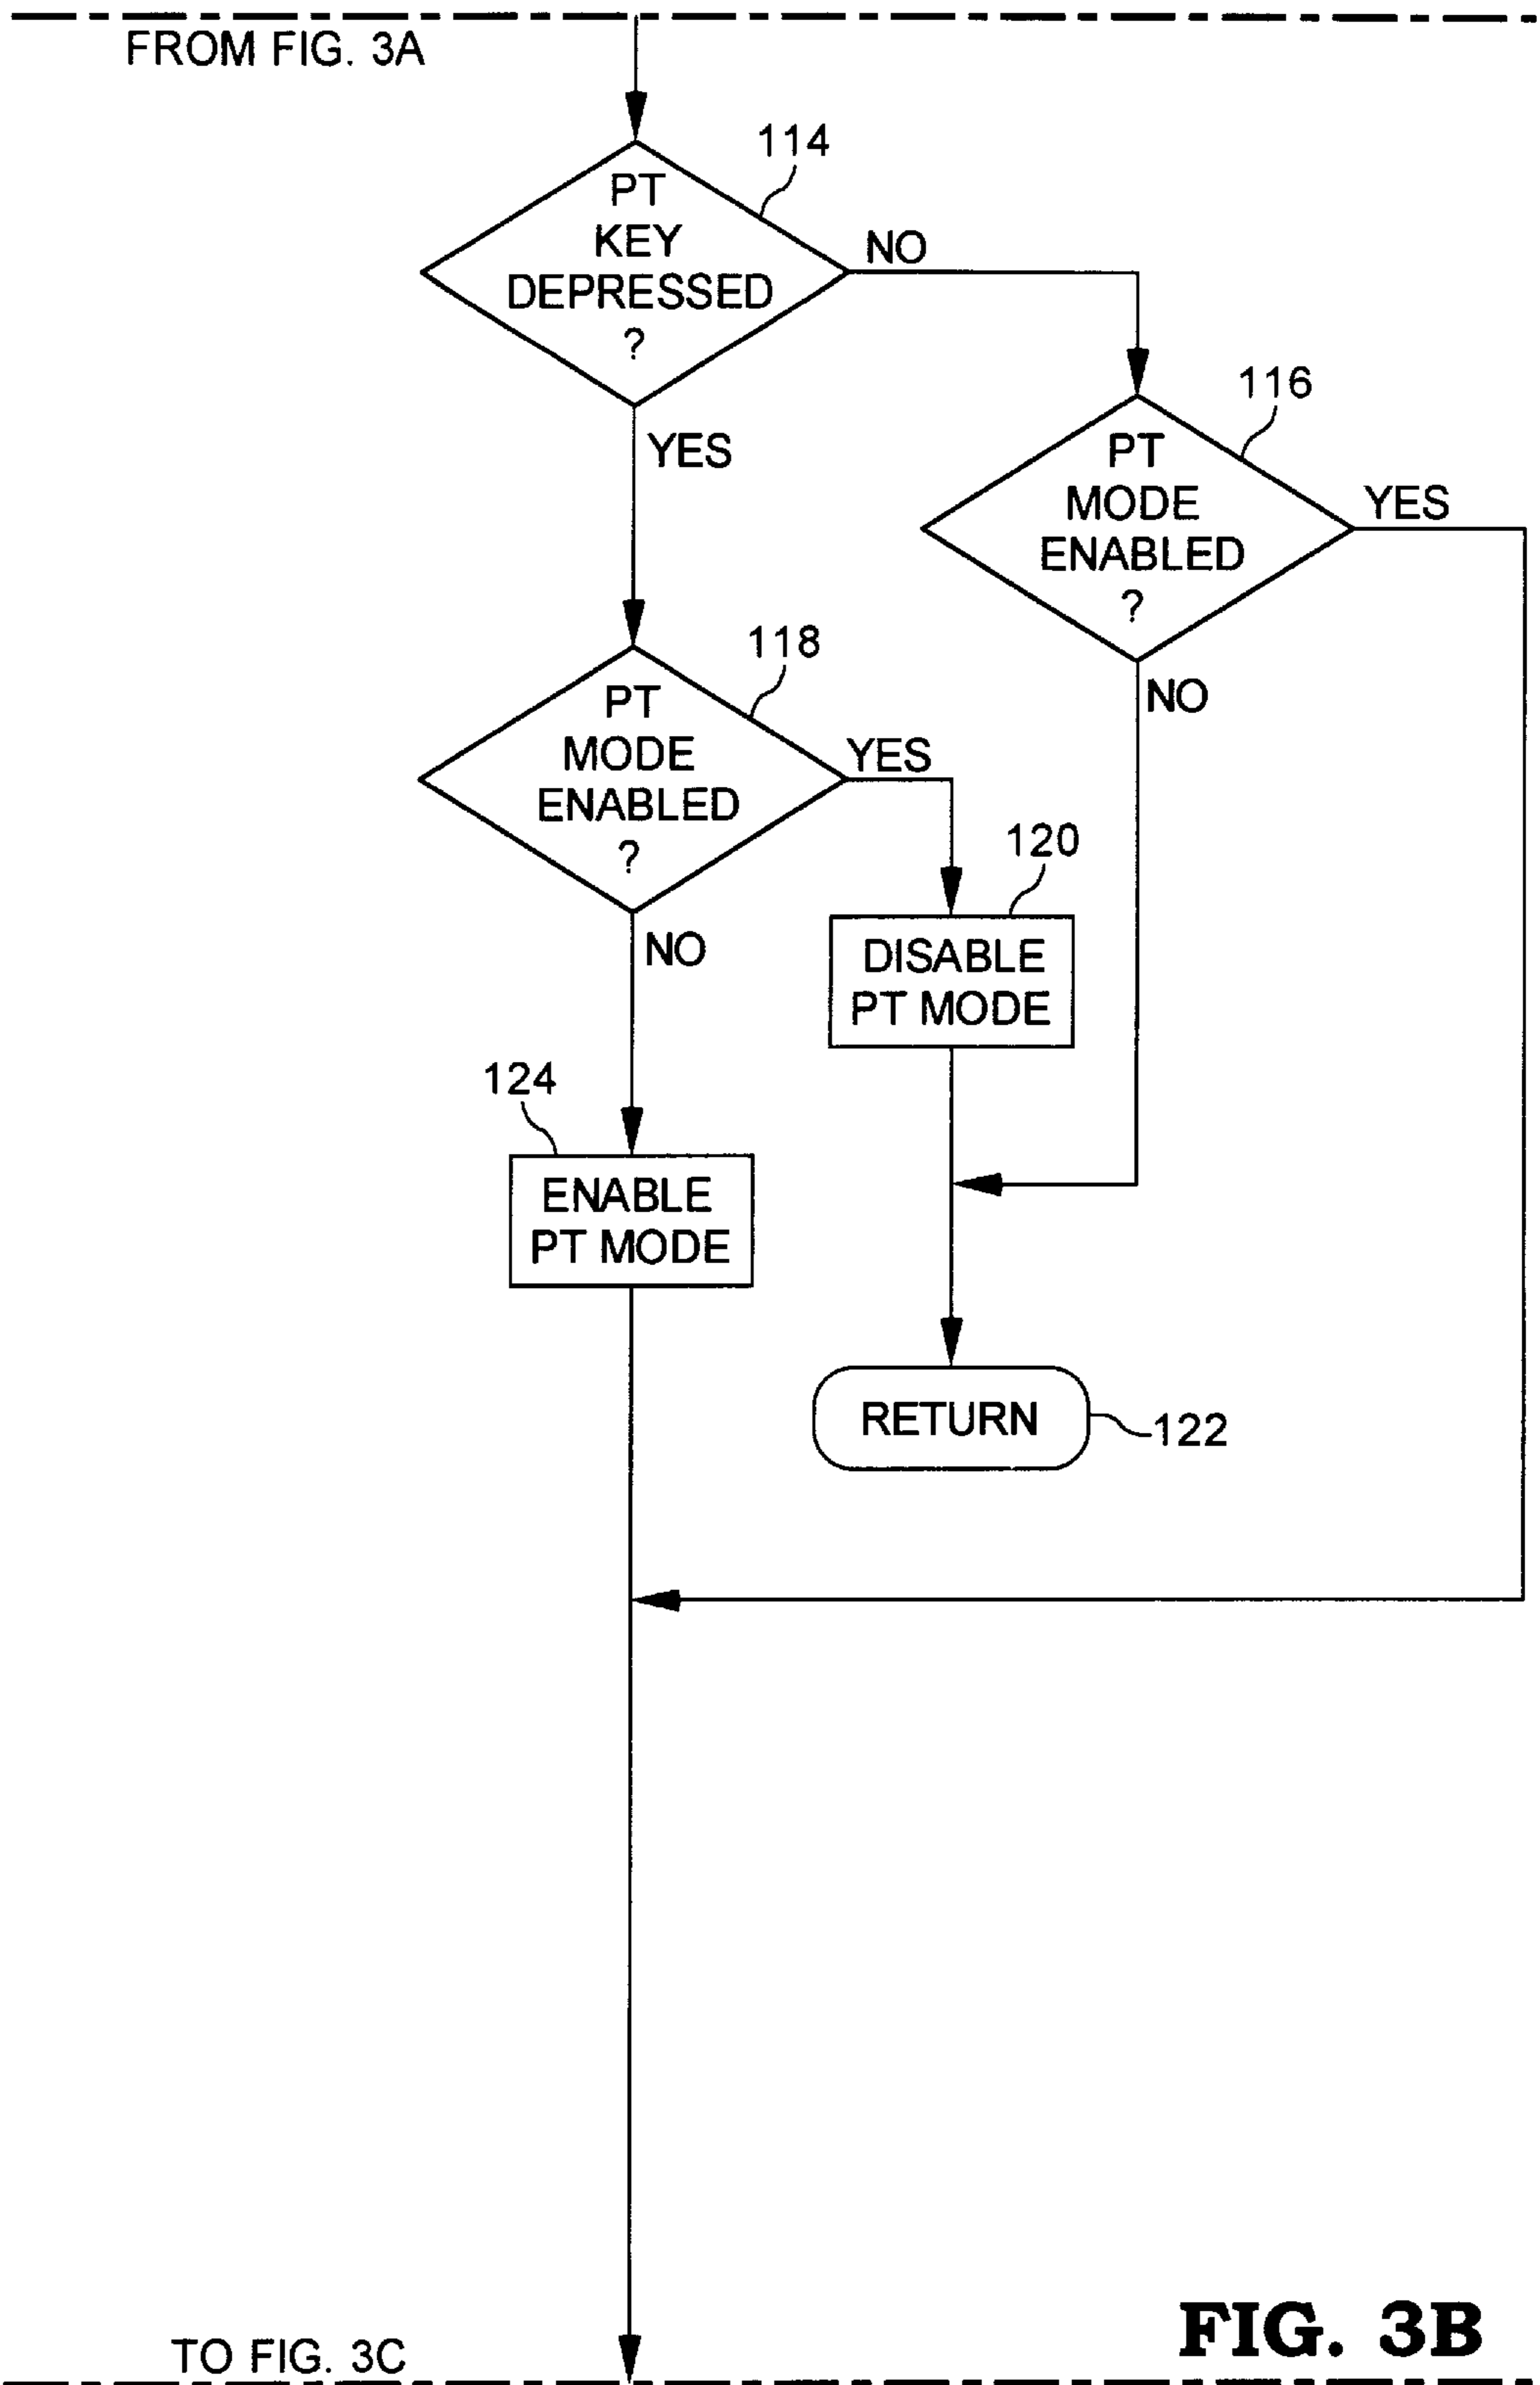 FROM FIG. 3A
114
PT
KEY
DEPRESSED
?
NO
YES
116
PT
MODE
ENABLED
?
YES
NO
118
PT
MODE
ENABLED
?
YES
NO
120
DISABLE
PT MODE
124
ENABLE
PT MODE
RETURN
122
TO FIG. 3C
FIG. 3B